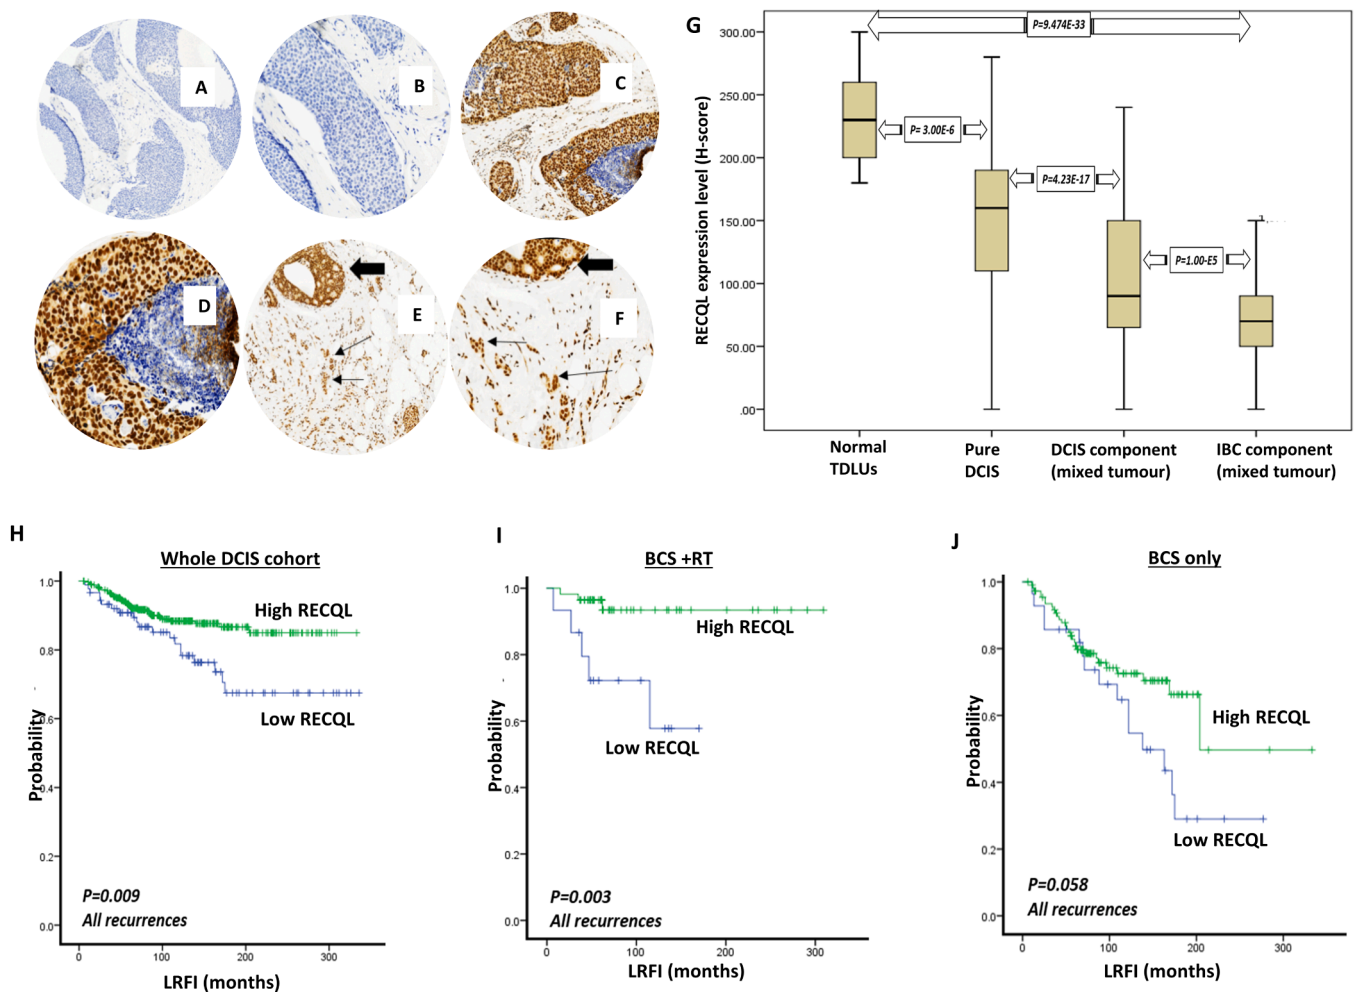 A
B
C
D
E
F
G
RECQL expression level (H-score)
300.00
250.00
200.00
150.00
100.00
50.00
.00
P=9.474E-33
P= 3.00E-6
P=4.23E-17
P=1.00-E5
Normal
TDLUs
Pure
DCIS
DCIS component
(mixed tumour)
IBC component
(mixed tumour)
H
Whole DCIS cohort
Probability
1.0
0.8
0.6
0.4
0.2
0.0
High RECQL
Low RECQL
P=0.009
All recurrences
0 100 200 300
LRFI (months)
I
BCS +RT
Probability
1.0
0.8
0.6
0.4
0.2
0.0
High RECQL
Low RECQL
P=0.003
All recurrences
0 100 200 300
LRFI (months)
J
BCS only
Probability
1.0
0.8
0.6
0.4
0.2
0.0
High RECQL
Low RECQL
P=0.058
All recurrences
0 100 200 300
LRFI (months)